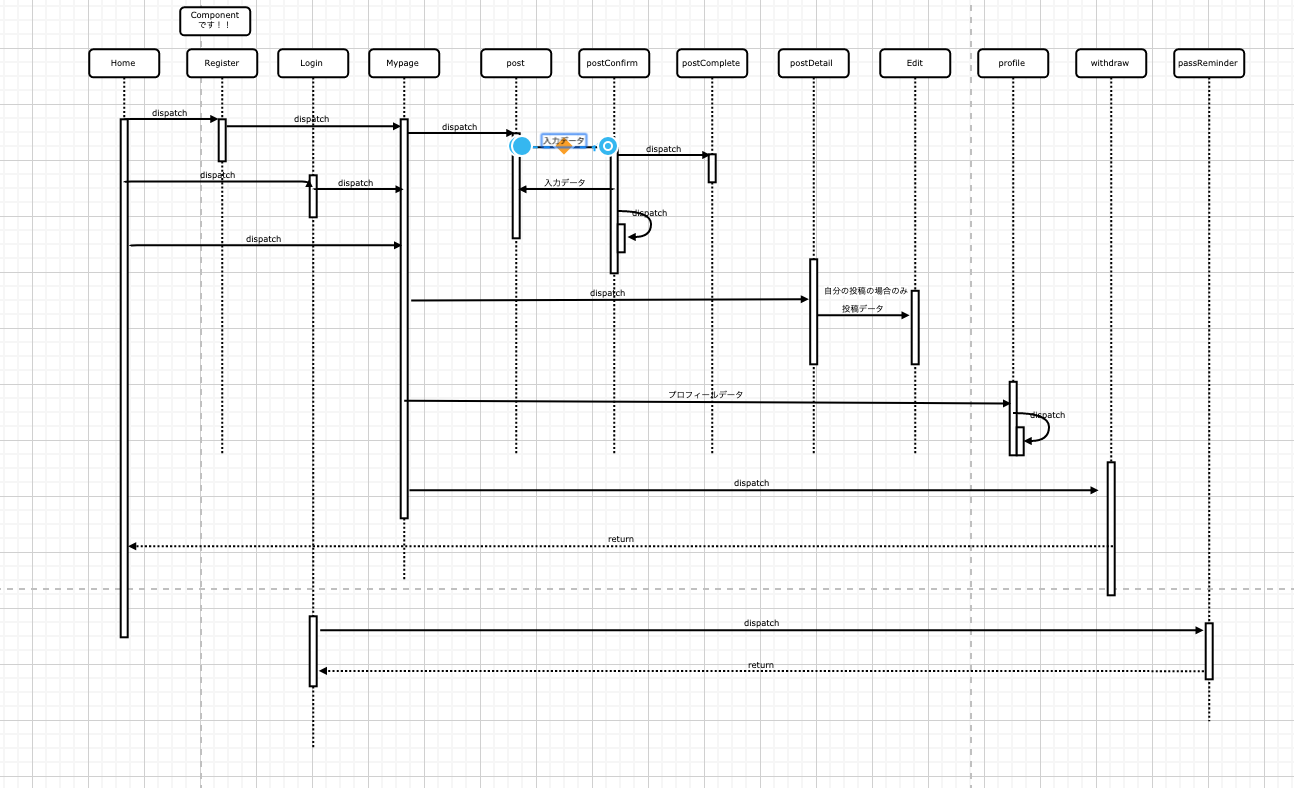 Component
です！！
Home
Register
Login
Mypage
post
postConfirm
postComplete
postDetail
Edit
profile
withdraw
passReminder
dispatch
dispatch
dispatch
入力データ
dispatch
dispatch
dispatch
入力データ
dispatch
dispatch
dispatch
自分の投稿の場合のみ
投稿データ
プロフィールデータ
dispatch
dispatch
return
dispatch
return